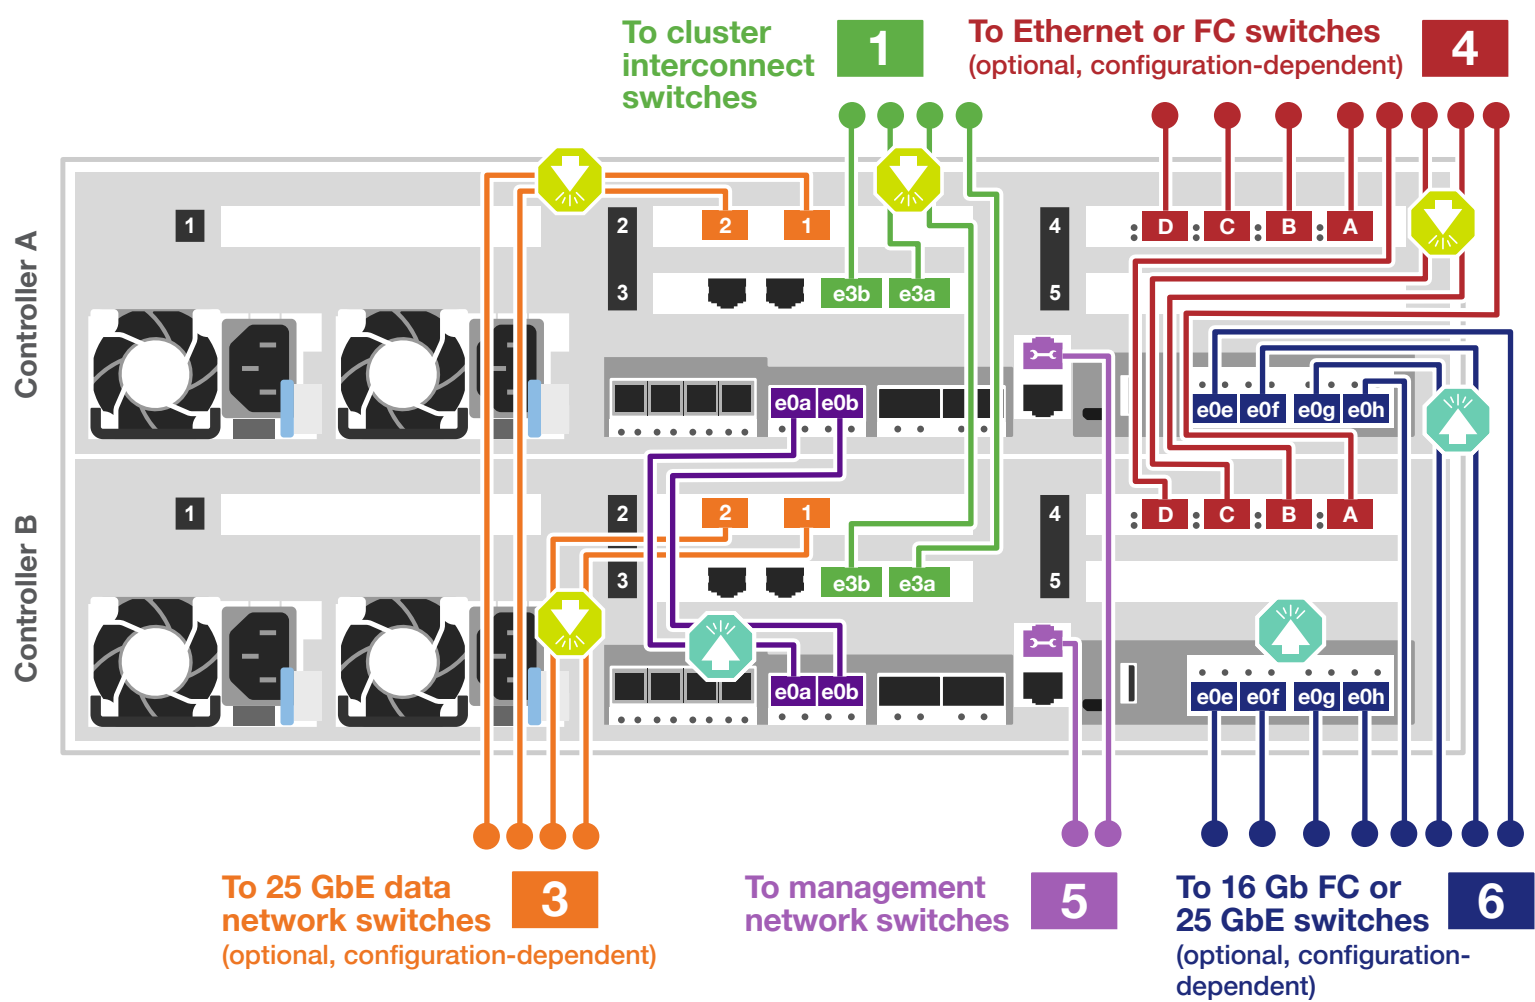 To cluster
interconnect
switches
1
To Ethernet or FC switches
(optional, configuration-dependent)
4
Controller A
1
2
2
1
4
D
C
B
A
3
e3b
e3a
5
e0a
e0b
e0e
e0f
e0g
e0h
Controller B
1
2
2
1
4
D
C
B
A
3
e3b
e3a
5
e0a
e0b
e0e
e0f
e0g
e0h
To 25 GbE data
network switches
(optional, configuration-dependent)
3
To management
network switches
5
To 16 Gb FC or
25 GbE switches
(optional, configuration-
dependent)
6